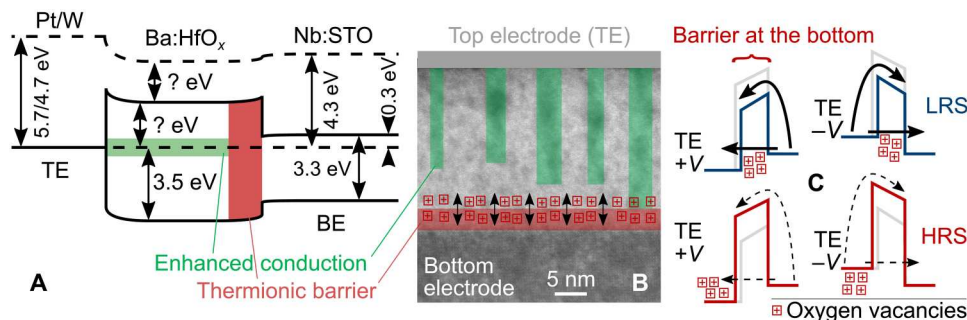 Pt/W
Ba:HfOₓ
Nb:STO
5.7/4.7 eV
? eV
? eV
4.3 eV
0.3 eV
TE
3.5 eV
3.3 eV
BE
Enhanced conduction
Thermionic barrier
A
Top electrode (TE)
Bottom
electrode
5 nm
B
Barrier at the bottom
TE
+V
TE
–V
LRS
C
TE
+V
TE
–V
HRS
Oxygen vacancies